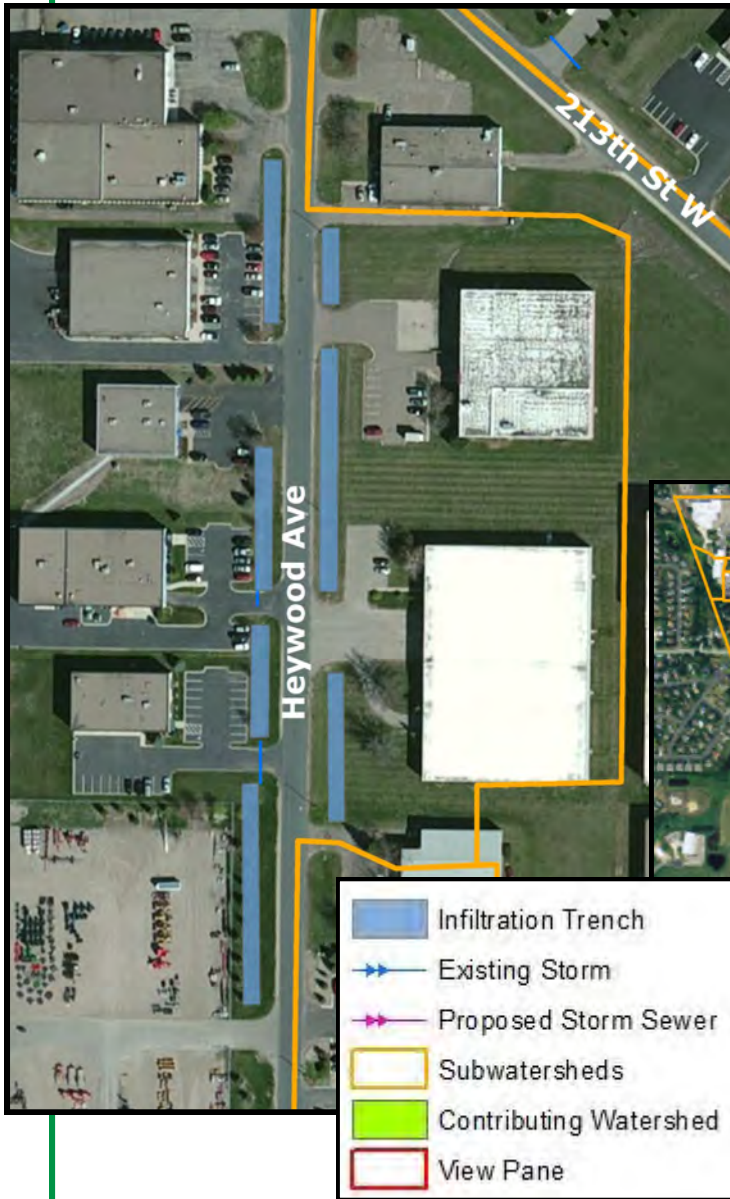 213th St W
Heywood Ave
Infiltration Trench
Existing Storm
Proposed Storm Sewer
Subwatersheds
Contributing Watershed
View Pane